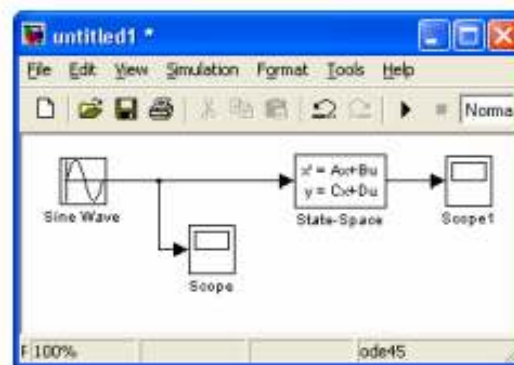 untitled1 *
File Edit View Simulation Format Tools Help
Norma
x' = Ax+Bu
y = Cx+Du
Sine Wave
State-Space
Scope1
Scope
F 100% ode45